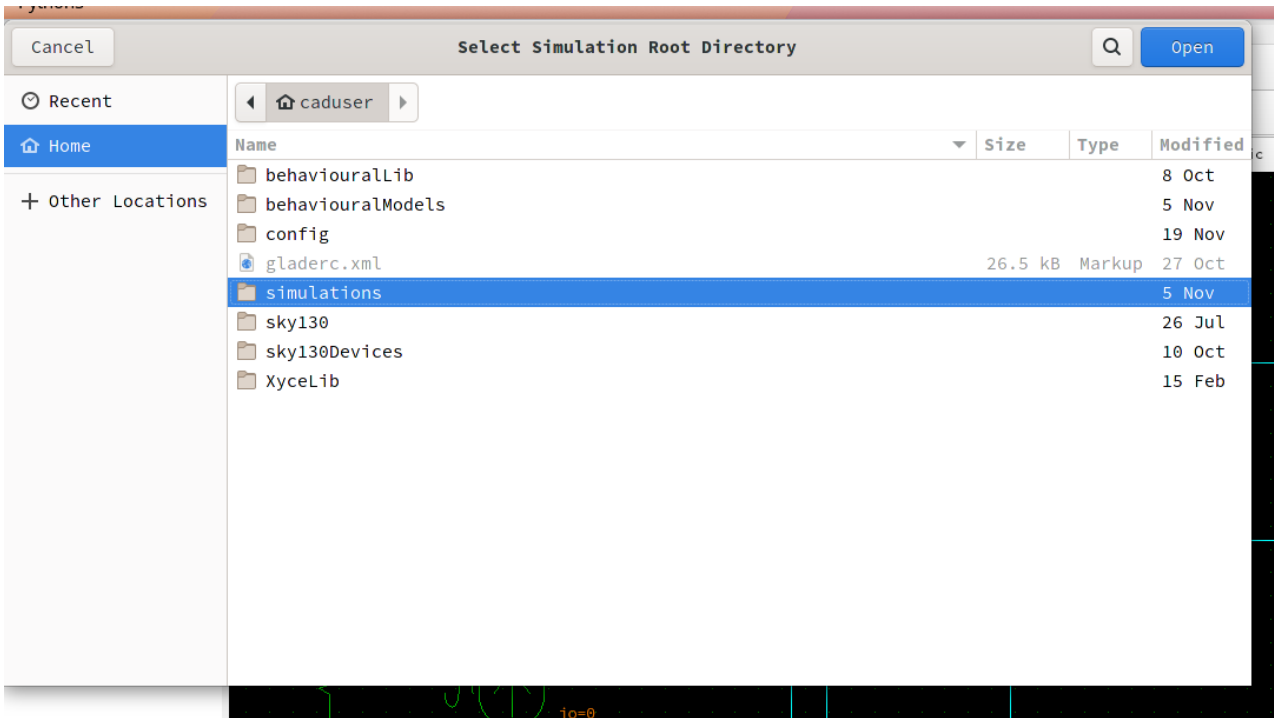 Cancel Select Simulation Root Directory Open
Recent
Home
Other Locations
caduser
Name Size Type Modified
behaviouralLib 8 Oct
behaviouralModels 5 Nov
config 19 Nov
gladerc.xml 26.5 kB Markup 27 Oct
simulations 5 Nov
sky130 26 Jul
sky130Devices 10 Oct
XyceLib 15 Feb
ic